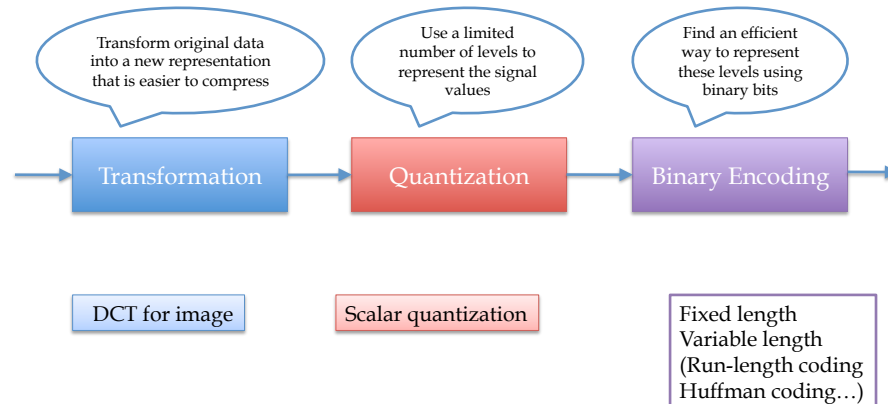 Transform original data
into a new representation
that is easier to compress
Use a limited
number of levels to
represent the signal
values
Find an efficient
way to represent
these levels using
binary bits
Transformation
Quantization
Binary Encoding
DCT for image
Scalar quantization
Fixed length
Variable length
(Run-length coding
Huffman coding…)